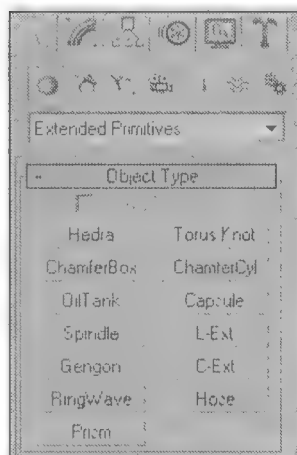 Extended Primitives
- Object Type
Hedra Torus Knot
ChamferBox ChamferCyl
OilTank Capsule
Spindle L-Ext
Gengon C-Ext
RingWave Hose
Prism